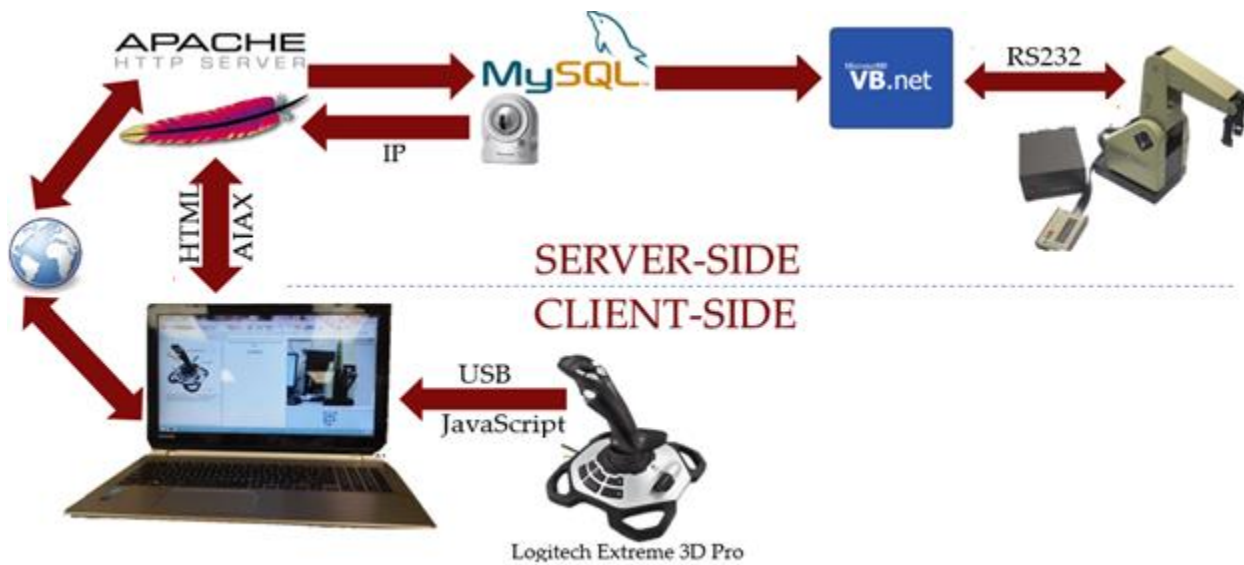 APACHE
HTTP SERVER
MySQL
VB.net
RS232
IP
HTML
AIAX
SERVER-SIDE
CLIENT-SIDE
USB
JavaScript
Logitech Extreme 3D Pro